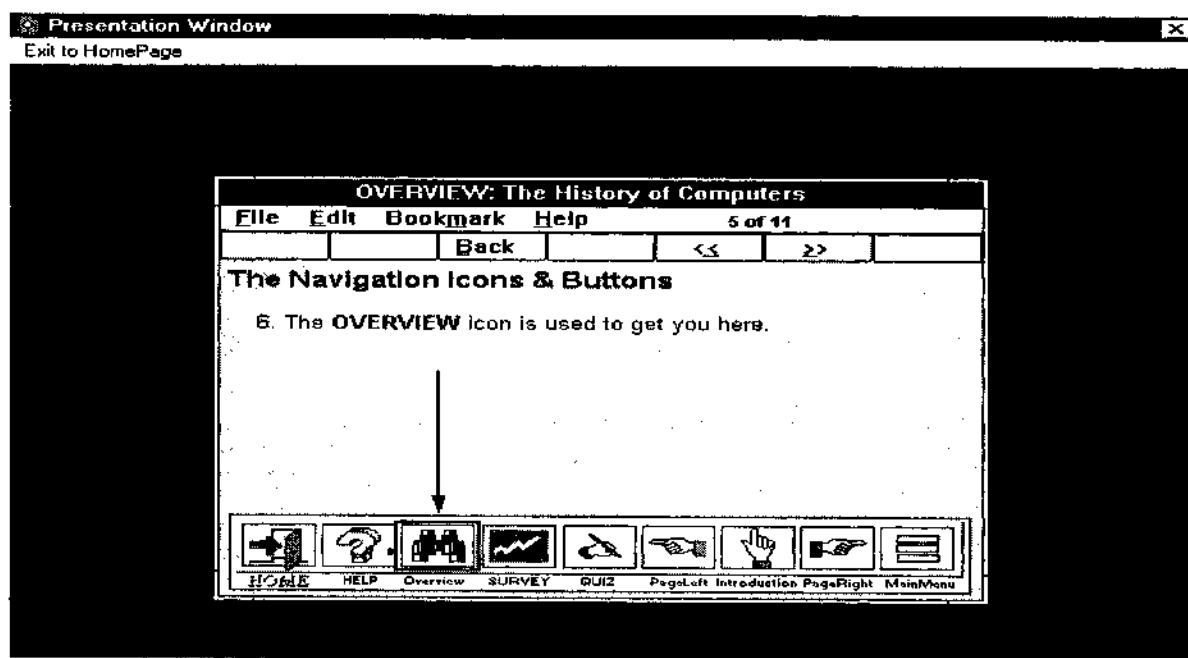 Presentation Window
Exit to HomePage
OVERVIEW: The History of Computers
File Edit Bookmark Help 5 of 11
Back << >>
The Navigation Icons & Buttons
6. The OVERVIEW icon is used to get you here.
HOME HELP Overview SURVEY QUIZ PageLeft Introduction PageRight MainMenu